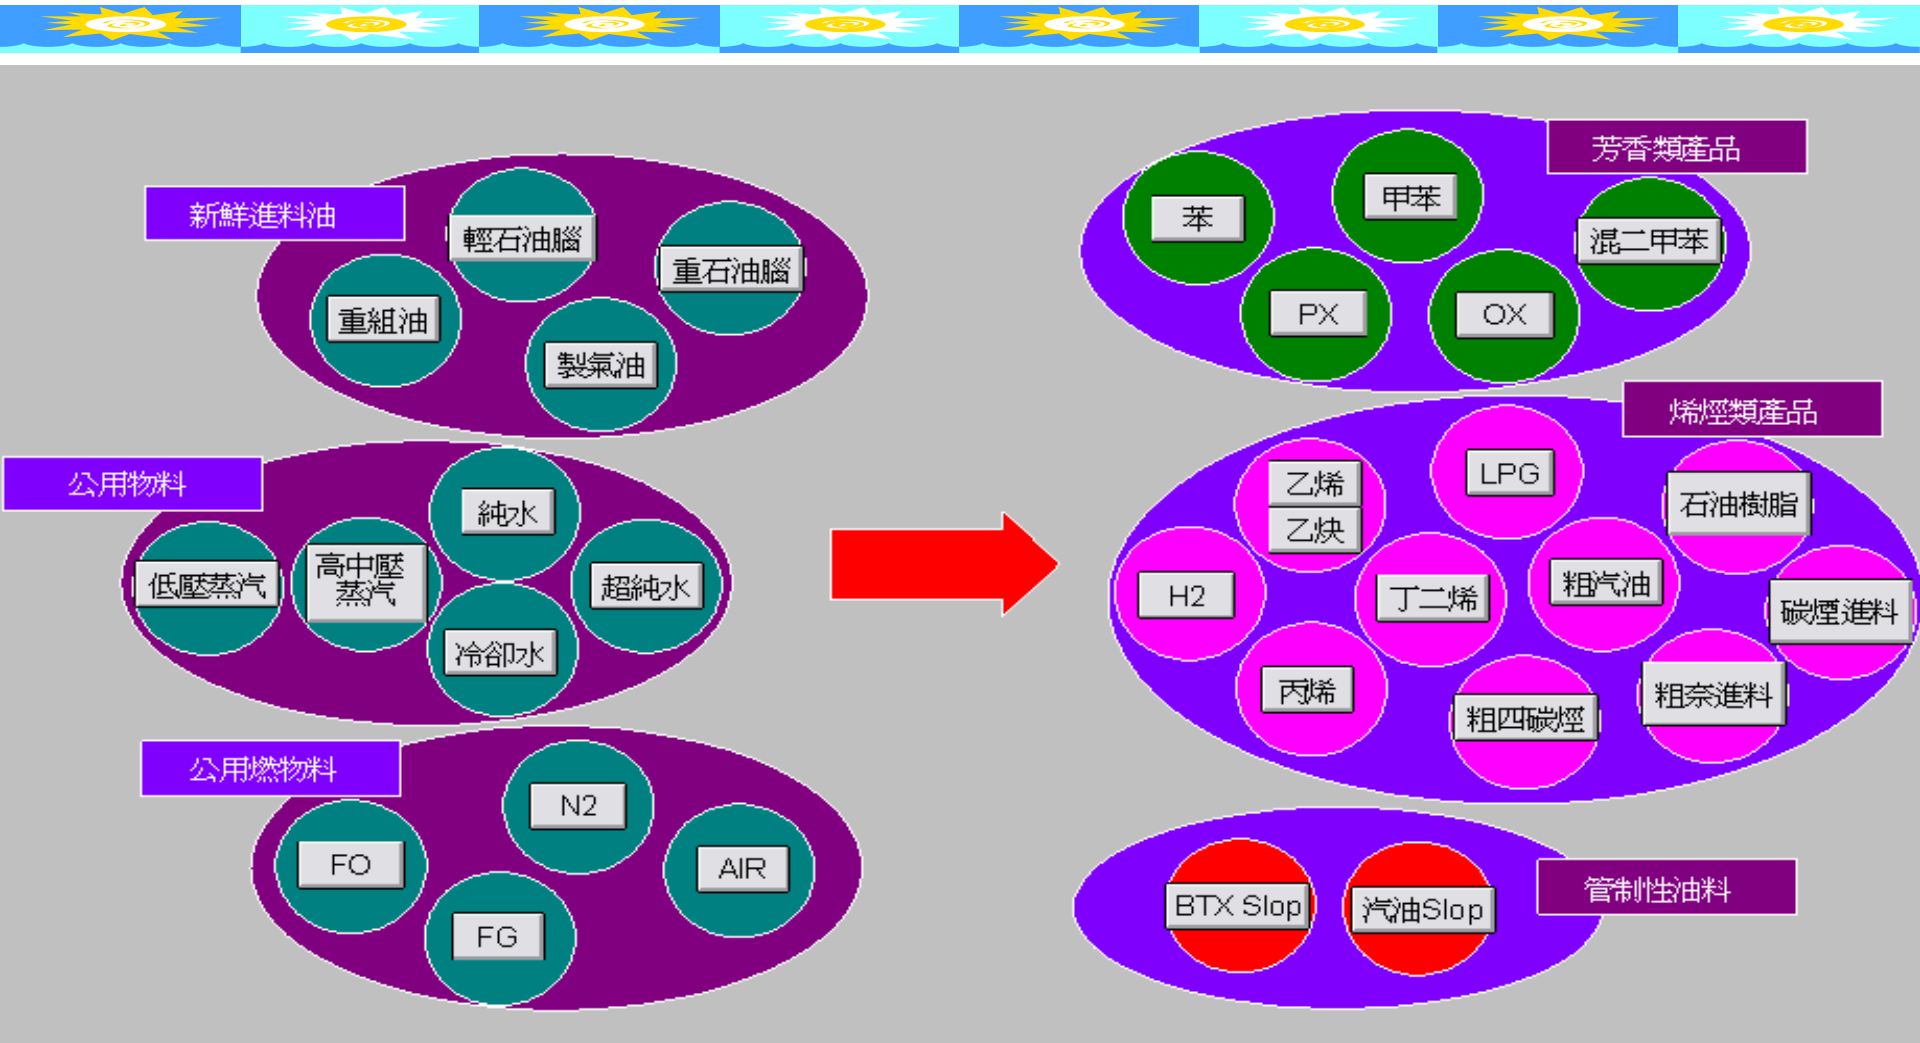 新鮮進料油
輕石油腦
重石油腦
重組油
製氣油
公用物料
純水
低壓蒸汽
高中壓
蒸汽
超純水
冷卻水
公用燃物料
N2
FO
AIR
FG
芳香類產品
苯
甲苯
混二甲苯
PX
OX
烯烴類產品
乙烯
乙炔
LPG
石油樹脂
H2
丁二烯
粗汽油
碳煙進料
丙烯
粗四碳烴
粗奈進料
管制性油料
BTX Slop
汽油Slop